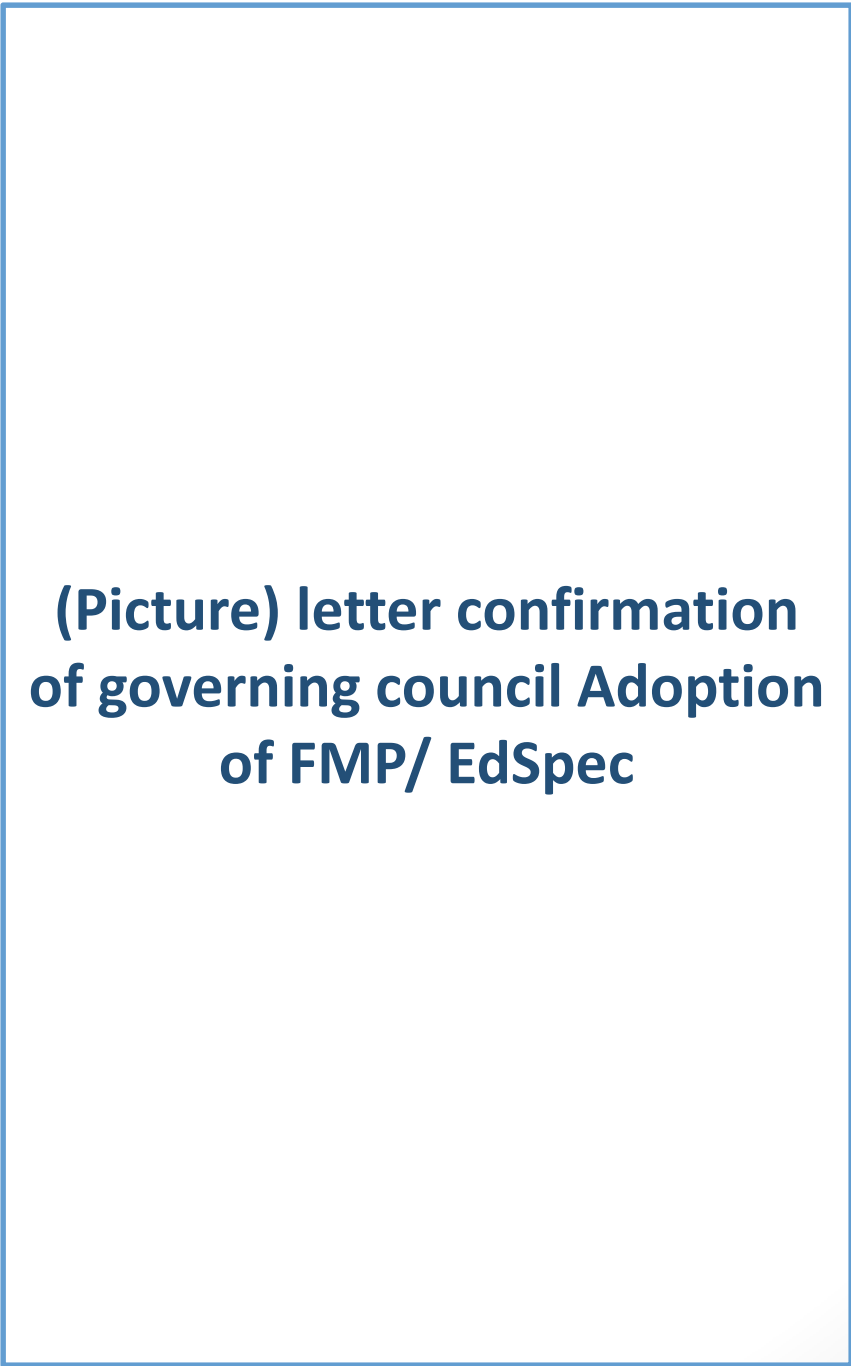 (Picture) letter confirmation
of governing council Adoption
of FMP/ EdSpec